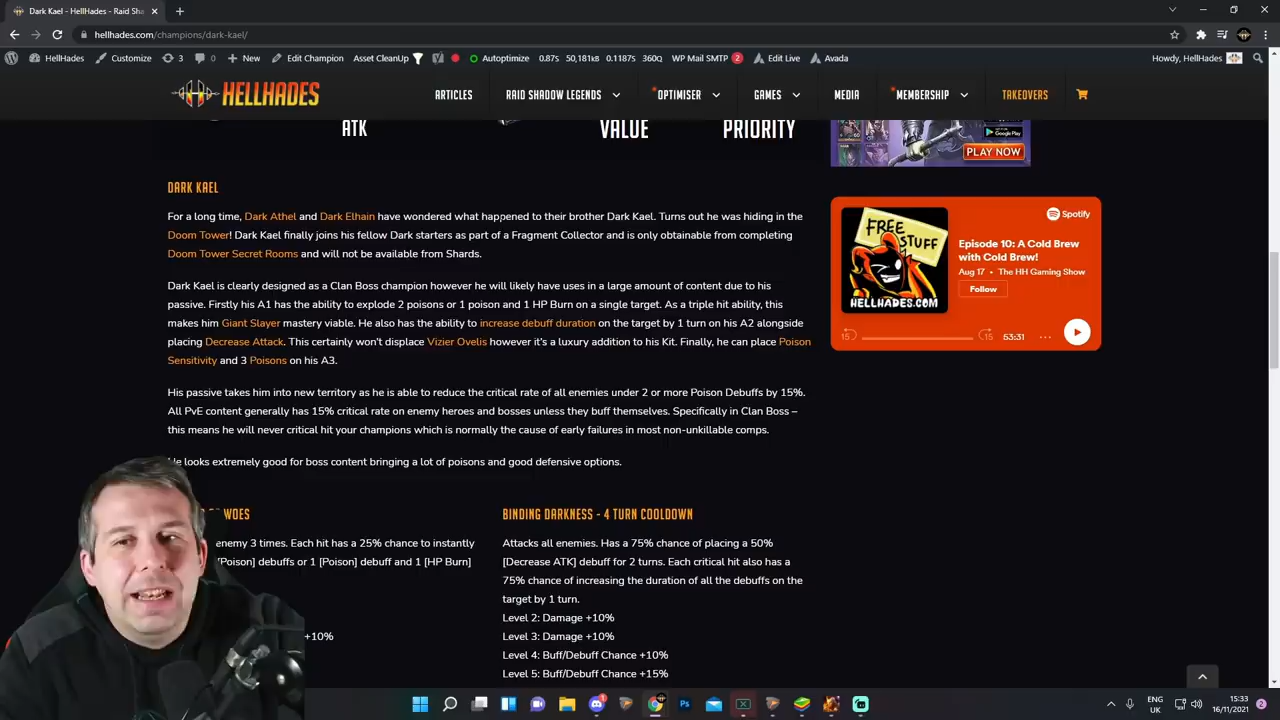 Dark Kael - HellHades - Raid Sha
hellhades.com/champions/dark-kael/
HellHades Customize 3 0 New Edit Champion Asset CleanUp Autoptimize 0.87s 50,181KB 0.1187s 360Q WP Mail SMTP 2 Edit Live Avada Howdy, HellHades
HELLHADES ARTICLES RAID SHADOW LEGENDS OPTIMISER GAMES MEDIA MEMBERSHIP TAKEOVERS
ATK VALUE PRIORITY
Google Play
PLAY NOW
DARK KAEL
For a long time, Dark Athel and Dark Elhain have wondered what happened to their brother Dark Kael. Turns out he was hiding in the
Doom Tower! Dark Kael finally joins his fellow Dark starters as part of a Fragment Collector and is only obtainable from completing
Doom Tower Secret Rooms and will not be available from Shards.
Dark Kael is clearly designed as a Clan Boss champion however he will likely have uses in a large amount of content due to his
passive. Firstly his A1 has the ability to explode 2 poisons or 1 poison and 1 HP Burn on a single target. As a triple hit ability, this
makes him Giant Slayer mastery viable. He also has the ability to increase debuff duration on the target by 1 turn on his A2 alongside
placing Decrease Attack. This certainly won't displace Vizier Ovelis however it's a luxury addition to his Kit. Finally, he can place Poison
Sensitivity and 3 Poisons on his A3.
His passive takes him into new territory as he is able to reduce the critical rate of all enemies under 2 or more Poison Debuffs by 15%.
All PvE content generally has 15% critical rate on enemy heroes and bosses unless they buff themselves. Specifically in Clan Boss –
this means he will never critical hit your champions which is normally the cause of early failures in most non-unkillable comps.
He looks extremely good for boss content bringing a lot of poisons and good defensive options.
FREE
STUFF
HELLHADES.COM
Spotify
Episode 10: A Cold Brew
with Cold Brew!
Aug 17 • The HH Gaming Show
Follow
15 15 53:31
WOES
enemy 3 times. Each hit has a 25% chance to instantly
[Poison] debuffs or 1 [Poison] debuff and 1 [HP Burn]
+10%
BINDING DARKNESS - 4 TURN COOLDOWN
Attacks all enemies. Has a 75% chance of placing a 50%
[Decrease ATK] debuff for 2 turns. Each critical hit also has a
75% chance of increasing the duration of all the debuffs on the
target by 1 turn.
Level 2: Damage +10%
Level 3: Damage +10%
Level 4: Buff/Debuff Chance +10%
Level 5: Buff/Debuff Chance +15%
ENG
UK
15:33
16/11/2021
2